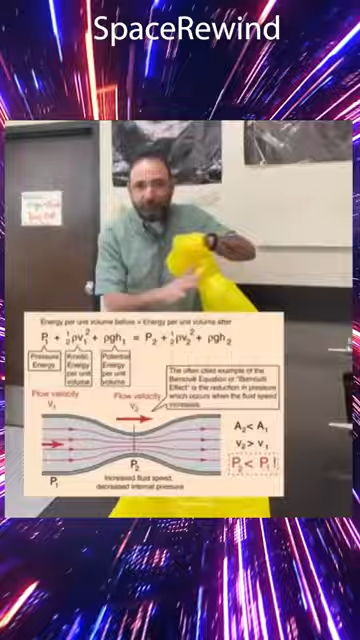 SpaceRewind
Energy per unit volume before = Energy per unit volume after
P₁ + ½ρv₁² + ρgh₁ = P₂ + ½ρv₂² + ρgh₂
Pressure Energy
Kinetic Energy per unit volume
Potential Energy per unit volume
The often cited example of the
Bernoulli Equation or "Bernoulli
Effect" is the reduction in pressure
which occurs when the fluid speed
increases.
Flow velocity
v₁
Flow velocity
v₂
A₂ < A₁
v₂ > v₁
P₂ < P₁!
P₁
P₂
Increased fluid speed,
decreased internal pressure